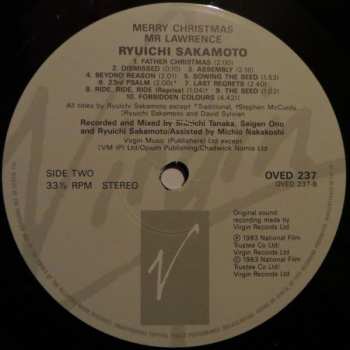 MERRY CHRISTMAS
MR LAWRENCE
RYUICHI SAKAMOTO
1. FATHER CHRISTMAS (2.00)
2. DISMISSED (0.10) 3. ASSEMBLY (2.16)
4. BEYOND REASON (2.01) 5. SOWING THE SEED (1.53)
6. 23rd PSALM (2.00)* 7. LAST REGRETS (2.40)
8. RIDE, RIDE, RIDE (Reprise) (1.04)* 9. THE SEED (1.02)
10. FORBIDDEN COLOURS (4.42)†
All titles by Ryuichi Sakamoto except *Traditional, °Stephen McCurdy,
†Ryuichi Sakamoto and David Sylvian
Recorded and Mixed by Shinichi Tanaka, Seigen Ono
and Ryuichi Sakamoto/Assisted by Michio Nakakoshi
Virgin Music (Publishers) Ltd except
†VM (P) Ltd/Opium Publishing/Chadwick Nomis Ltd
SIDE TWO
33⅓ RPM STEREO
OVED 237
OVED 237-B
Original sound
recording made by
Virgin Records Ltd
℗ 1983 National Film
Trustee Co Ltd/
Virgin Records Ltd
© 1983 National Film
Trustee Co Ltd/
Virgin Records Ltd
Virgin
V